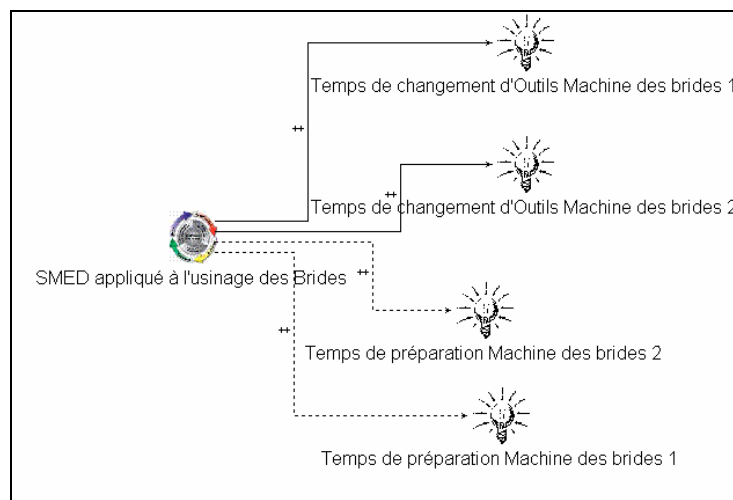 Temps de changement d'Outils Machine des brides 1
++
++
Temps de changement d'Outils Machine des brides 2
SMED appliqué à l'usinage des Brides
++
Temps de préparation Machine des brides 2
++
Temps de préparation Machine des brides 1